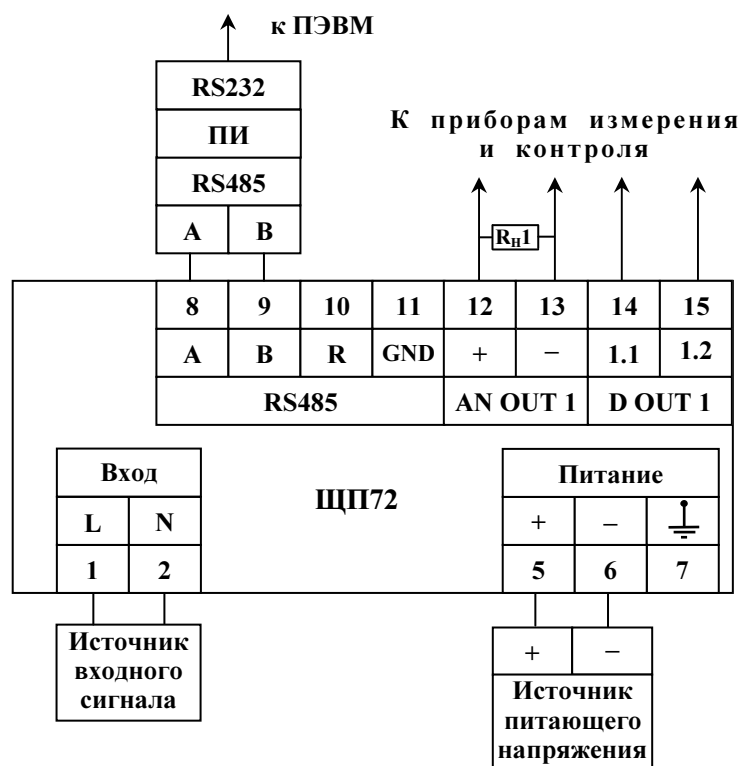 к ПЭВМ
RS232
ПИ
RS485
А В
К приборам измерения
и контроля
Rн1
8 9 10 11 12 13 14 15
А В R GND + − 1.1 1.2
RS485 AN OUT 1 D OUT 1
Вход
L N
1 2
ЩП72
Питание
+ −
5 6 7
Источник
входного
сигнала
+ −
Источник
питающего
напряжения